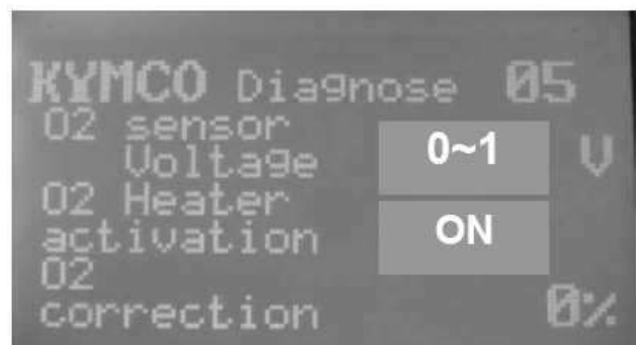 KYMCO Diagnose 05
O2 sensor
Voltage 0~1 V
O2 Heater
activation ON
O2
correction 0%